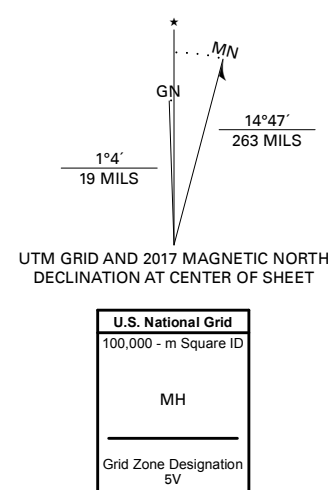 ★
MN
GN
14°47´
263 MILS
1°4´
19 MILS
UTM GRID AND 2017 MAGNETIC NORTH
DECLINATION AT CENTER OF SHEET
U.S. National Grid
100,000 - m Square ID
MH
Grid Zone Designation
5V